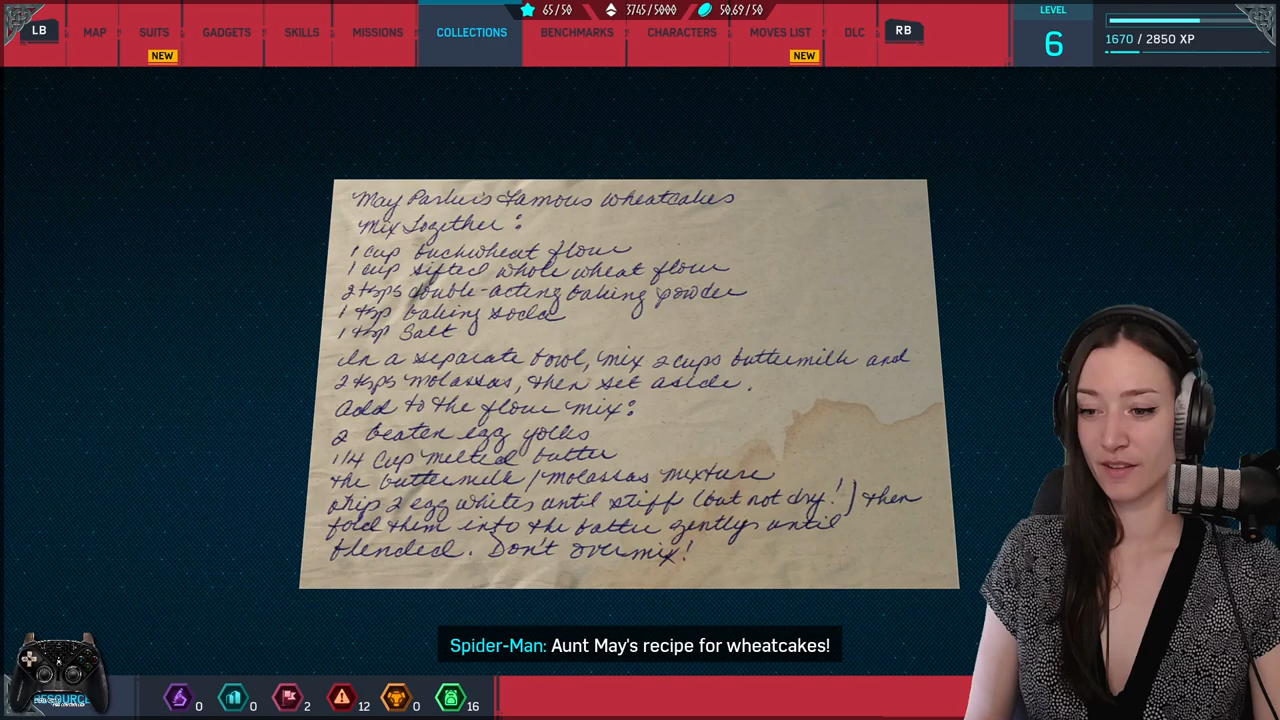 65/50 3745/5000 50.69/50
LB MAP SUITS GADGETS SKILLS MISSIONS COLLECTIONS BENCHMARKS CHARACTERS MOVES LIST DLC RB
NEW NEW
LEVEL
6
1670 / 2850 XP
May Parker's Famous Wheatcakes
Mix Together:
1 cup buckwheat flour
1 cup sifted whole wheat flour
2 tsps double-acting baking powder
1 tsp baking soda
1 tsp Salt
In a separate bowl, mix 2 cups buttermilk and
2 tsps molassas, then set aside.
Add to the flour mix:
2 beaten egg yolks
1/4 Cup melted butter
the buttermilk/molassas mixture
Whip 2 egg whites until stiff (but not dry!) then
fold them into the batter gently until
blended. Don't overmix!
Spider-Man: Aunt May's recipe for wheatcakes!
0 0 2 12 0 16